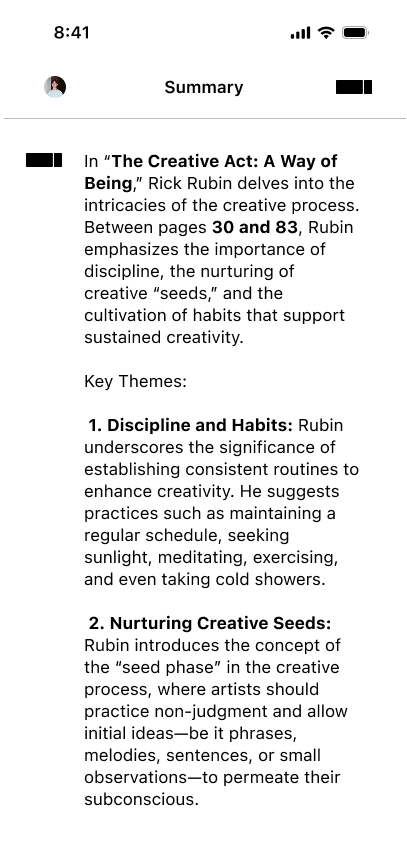 8:41
Summary
In “The Creative Act: A Way of
Being,” Rick Rubin delves into the
intricacies of the creative process.
Between pages 30 and 83, Rubin
emphasizes the importance of
discipline, the nurturing of
creative “seeds,” and the
cultivation of habits that support
sustained creativity.
Key Themes:
1. Discipline and Habits: Rubin
underscores the significance of
establishing consistent routines to
enhance creativity. He suggests
practices such as maintaining a
regular schedule, seeking
sunlight, meditating, exercising,
and even taking cold showers.
2. Nurturing Creative Seeds:
Rubin introduces the concept of
the “seed phase” in the creative
process, where artists should
practice non-judgment and allow
initial ideas—be it phrases,
melodies, sentences, or small
observations—to permeate their
subconscious.